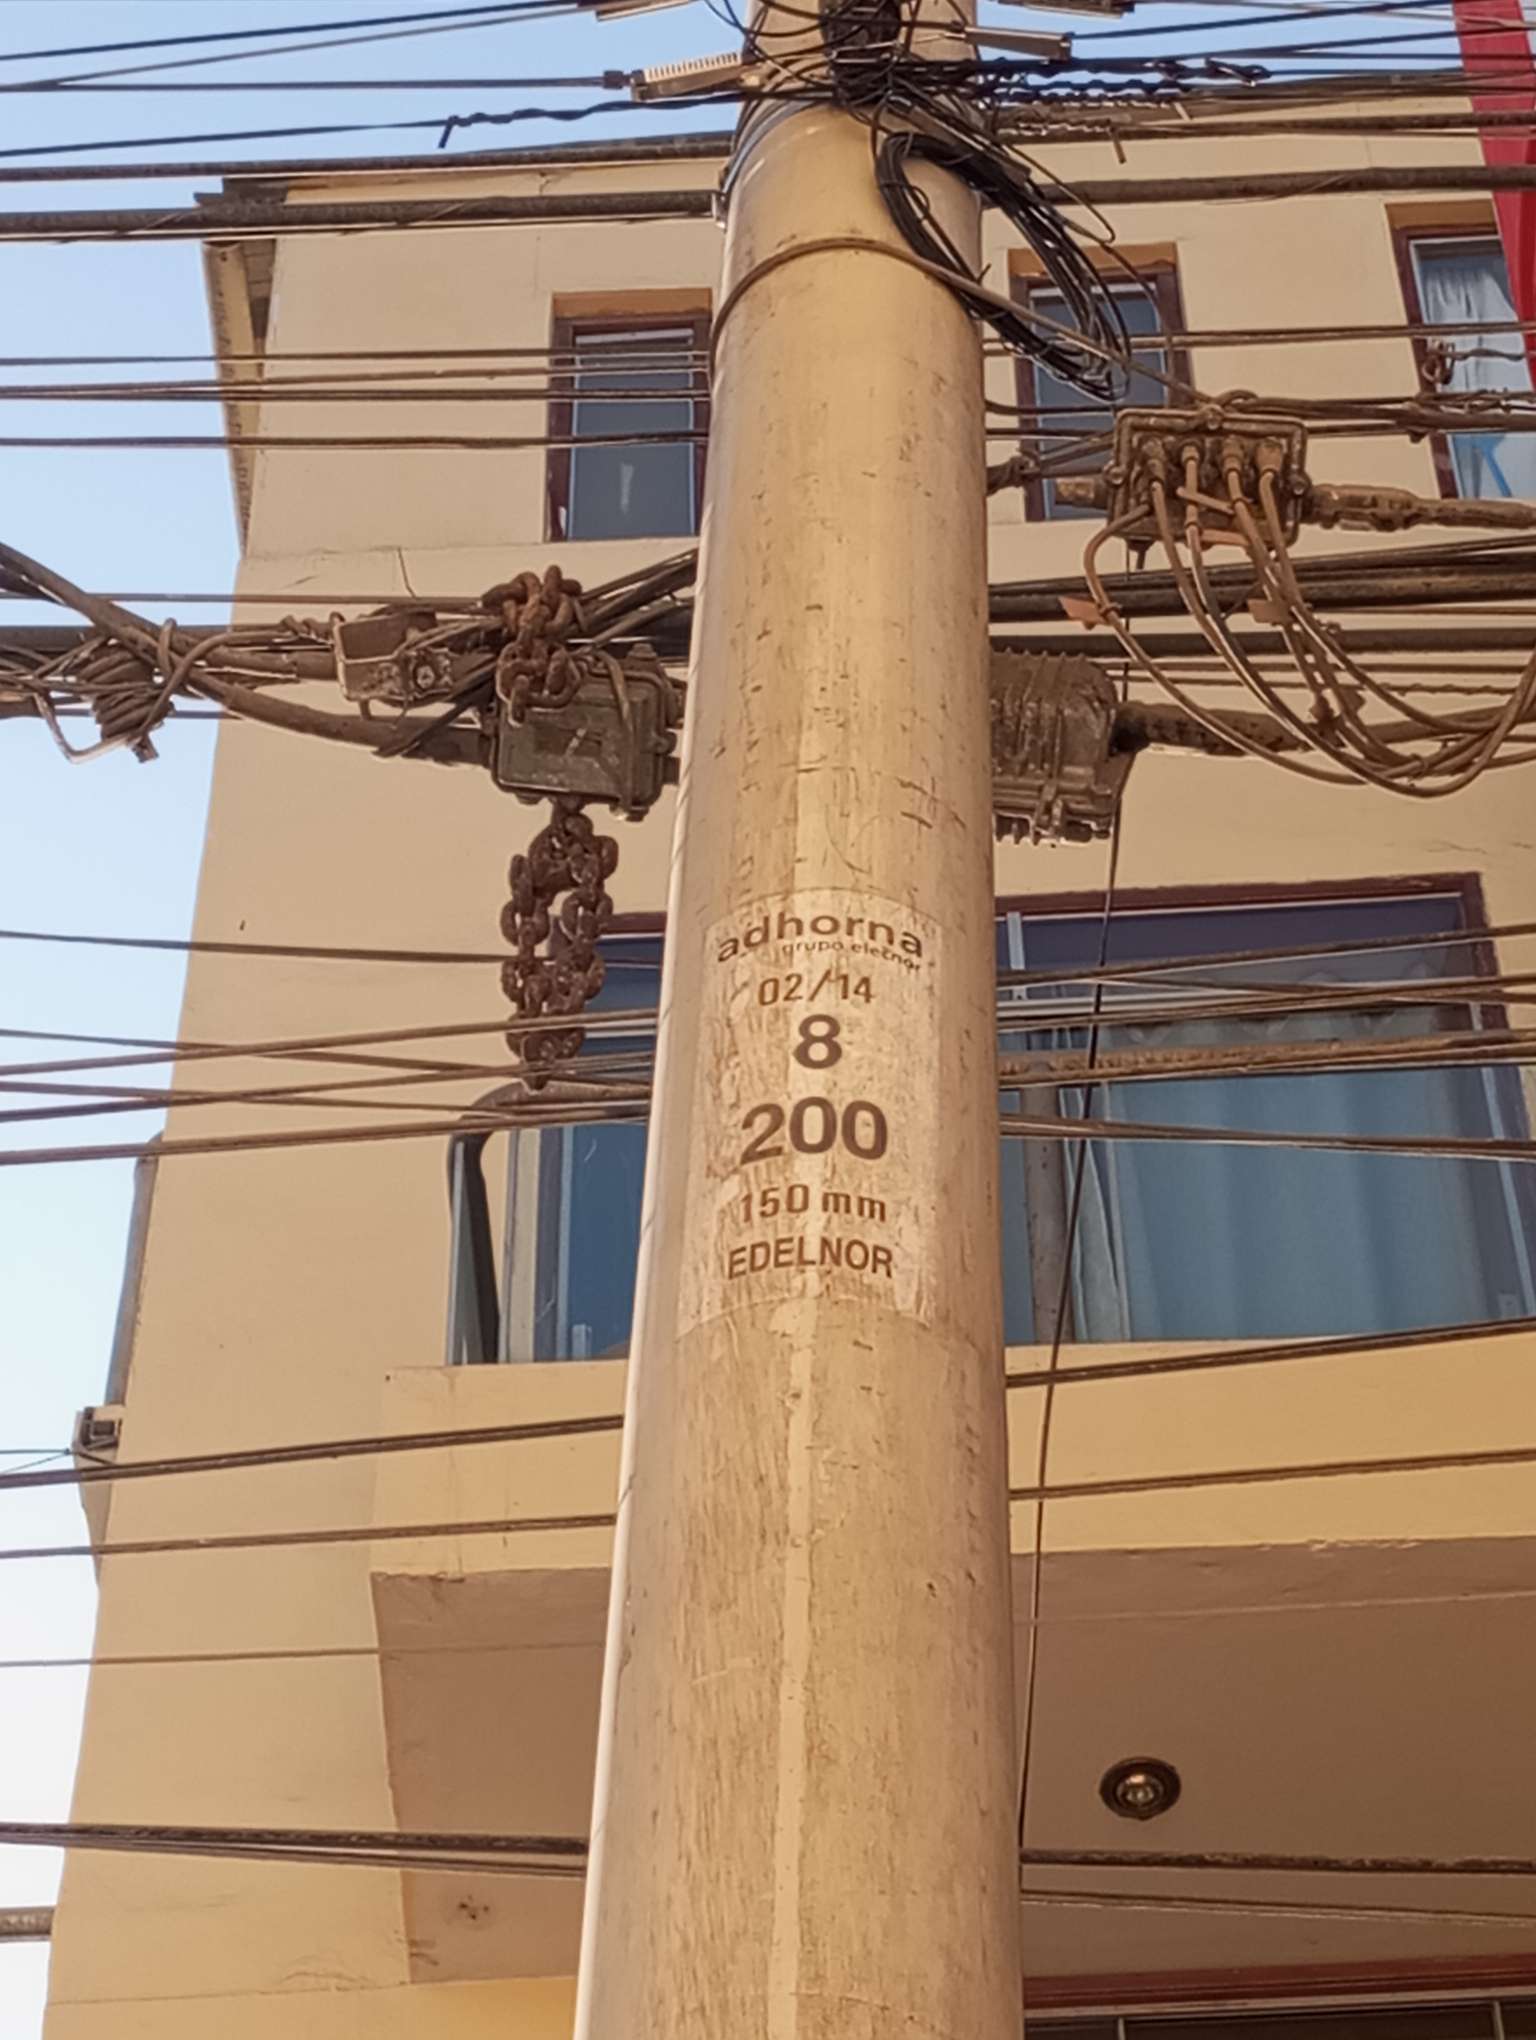 adhorna
grupo elecnor
02/14
8
200
150 mm
EDELNOR